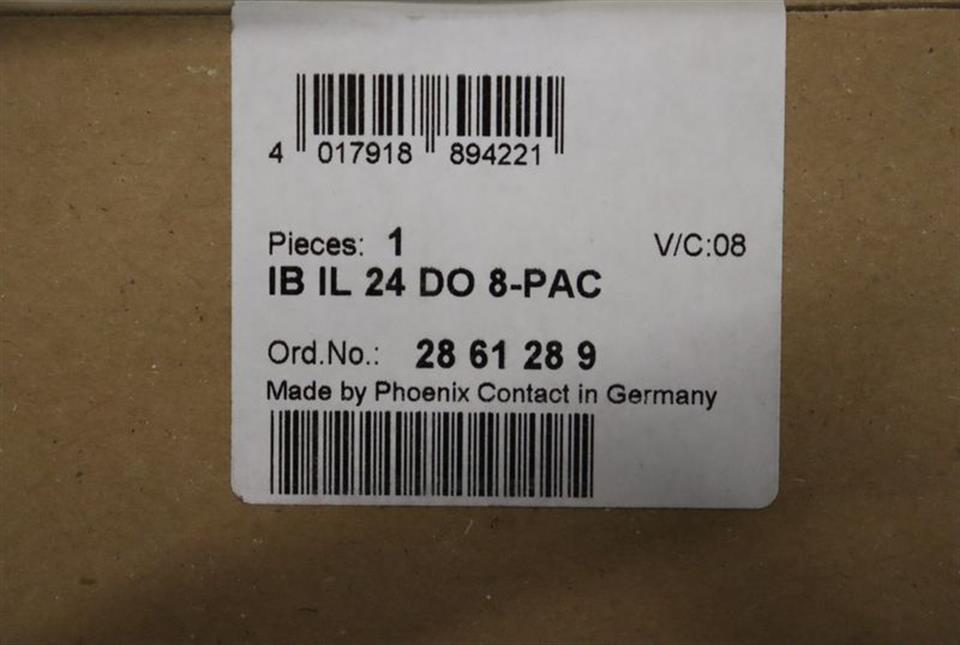 4 017918 894221
Pieces: 1 V/C:08
IB IL 24 DO 8-PAC
Ord.No.: 28 61 28 9
Made by Phoenix Contact in Germany